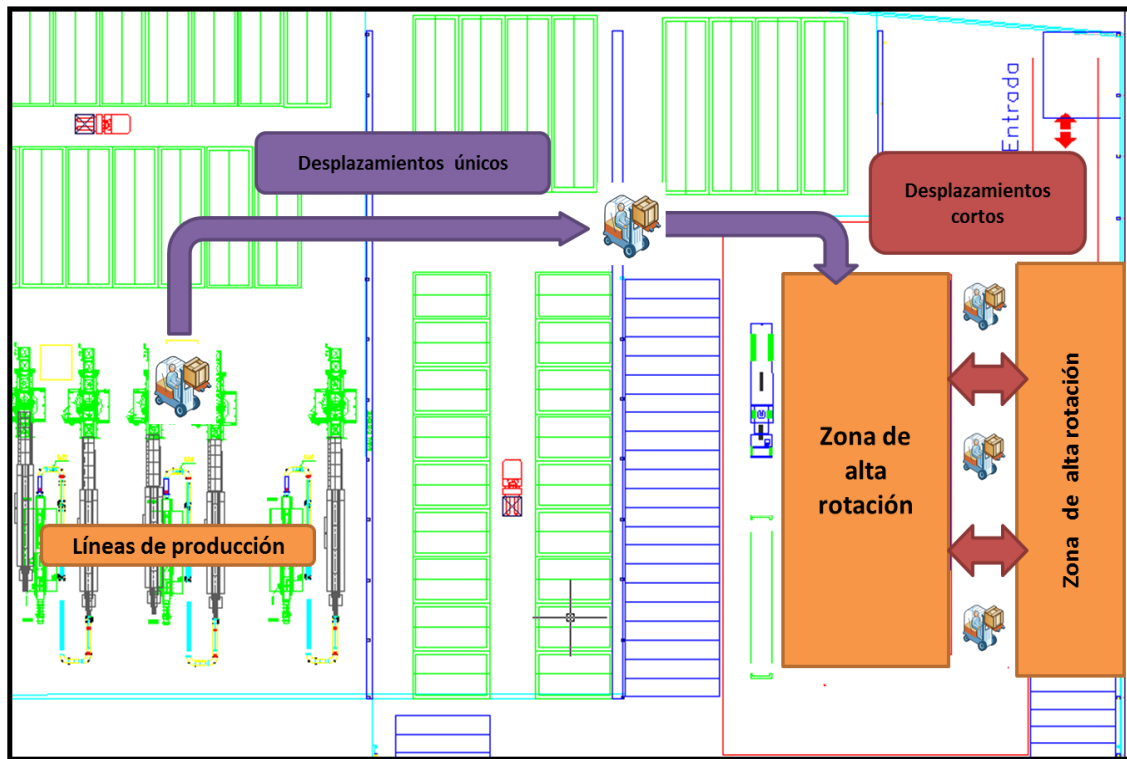 Entrada
Desplazamientos únicos
Desplazamientos
cortos
Zona de
alta
rotación
Zona de alta rotación
Líneas de producción